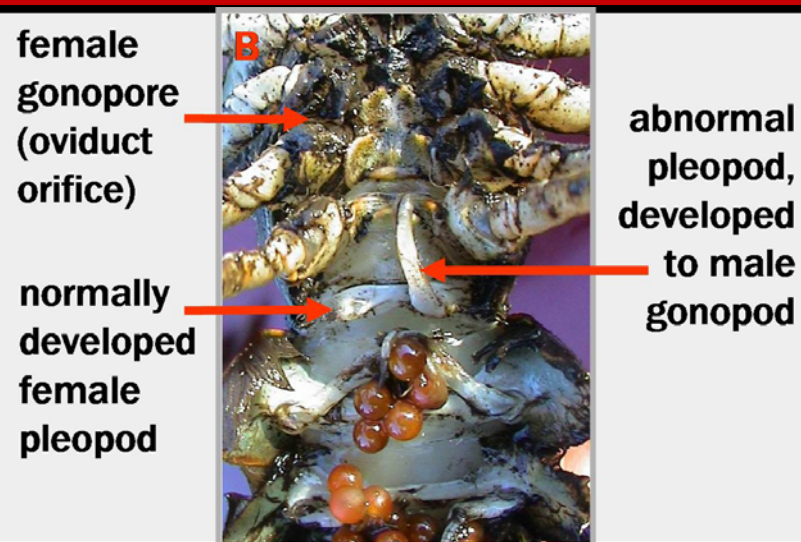 female
gonopore
(oviduct
orifice)
normally
developed
female
pleopod
B
abnormal
pleopod,
developed
to male
gonopod